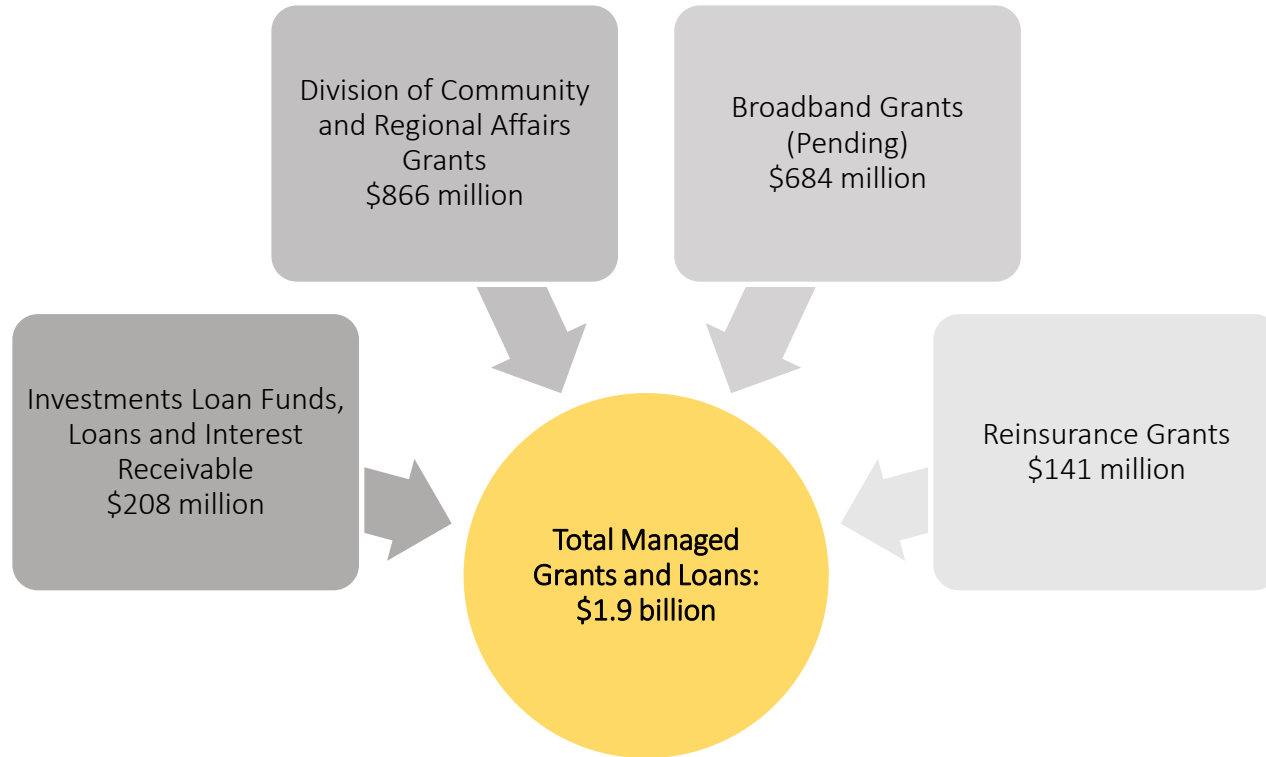 Division of Community
and Regional Affairs
Grants
$866 million
Broadband Grants
(Pending)
$684 million
Investments Loan Funds,
Loans and Interest
Receivable
$208 million
Reinsurance Grants
$141 million
Total Managed
Grants and Loans:
$1.9 billion